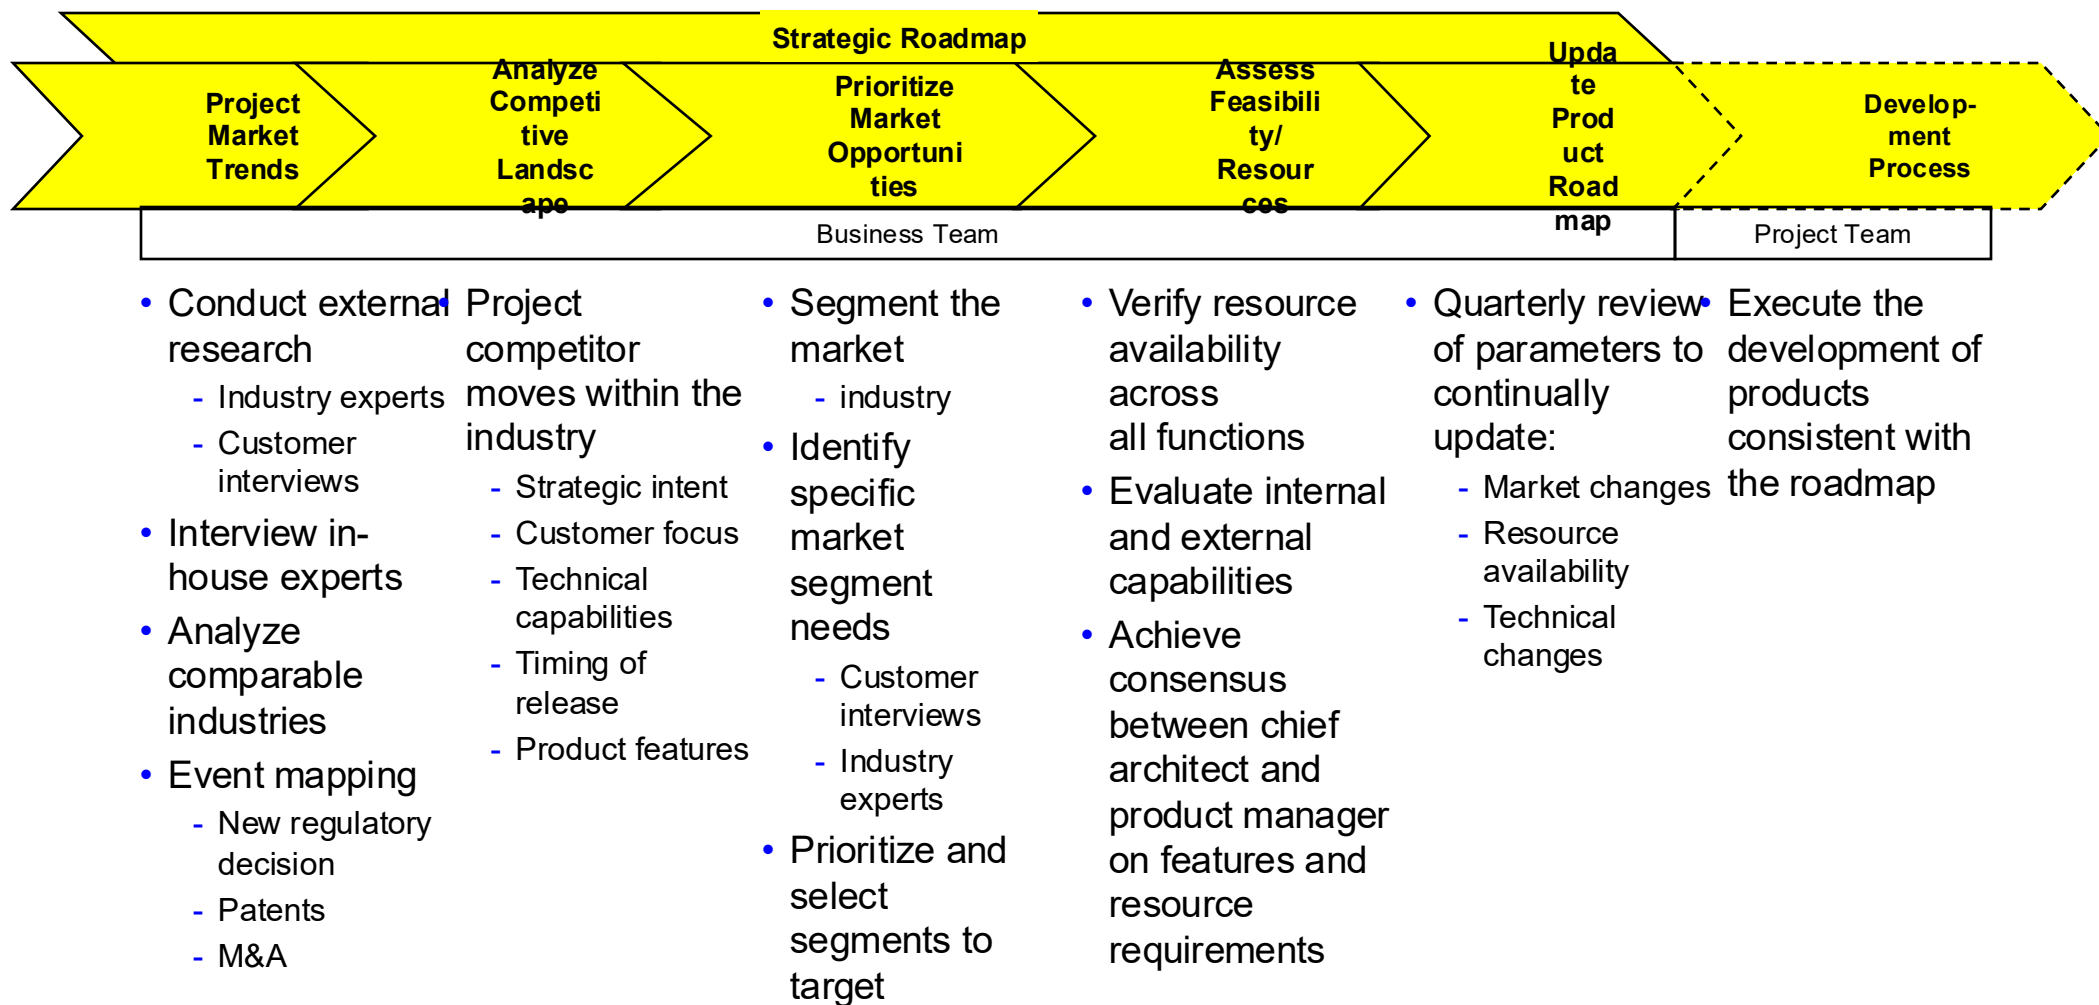 Strategic Roadmap
Project
Market
Trends
Analyze
Competi
tive
Landsc
ape
Prioritize
Market
Opportuni
ties
Assess
Feasibili
ty/
Resour
ces
Upda
te
Prod
uct
Road
map
Develop-
ment
Process
Business Team
Project Team
• Conduct external
research
- Industry experts
- Customer
interviews
• Interview in-
house experts
• Analyze
comparable
industries
• Event mapping
- New regulatory
decision
- Patents
- M&A
• Project
competitor
moves within the
industry
- Strategic intent
- Customer focus
- Technical
capabilities
- Timing of
release
- Product features
• Segment the
market
- industry
• Identify
specific
market
segment
needs
- Customer
interviews
- Industry
experts
• Prioritize and
select
segments to
target
• Verify resource
availability
across
all functions
• Evaluate internal
and external
capabilities
• Achieve
consensus
between chief
architect and
product manager
on features and
resource
requirements
• Quarterly review
of parameters to
continually
update:
- Market changes
- Resource
availability
- Technical
changes
• Execute the
development of
products
consistent with
the roadmap